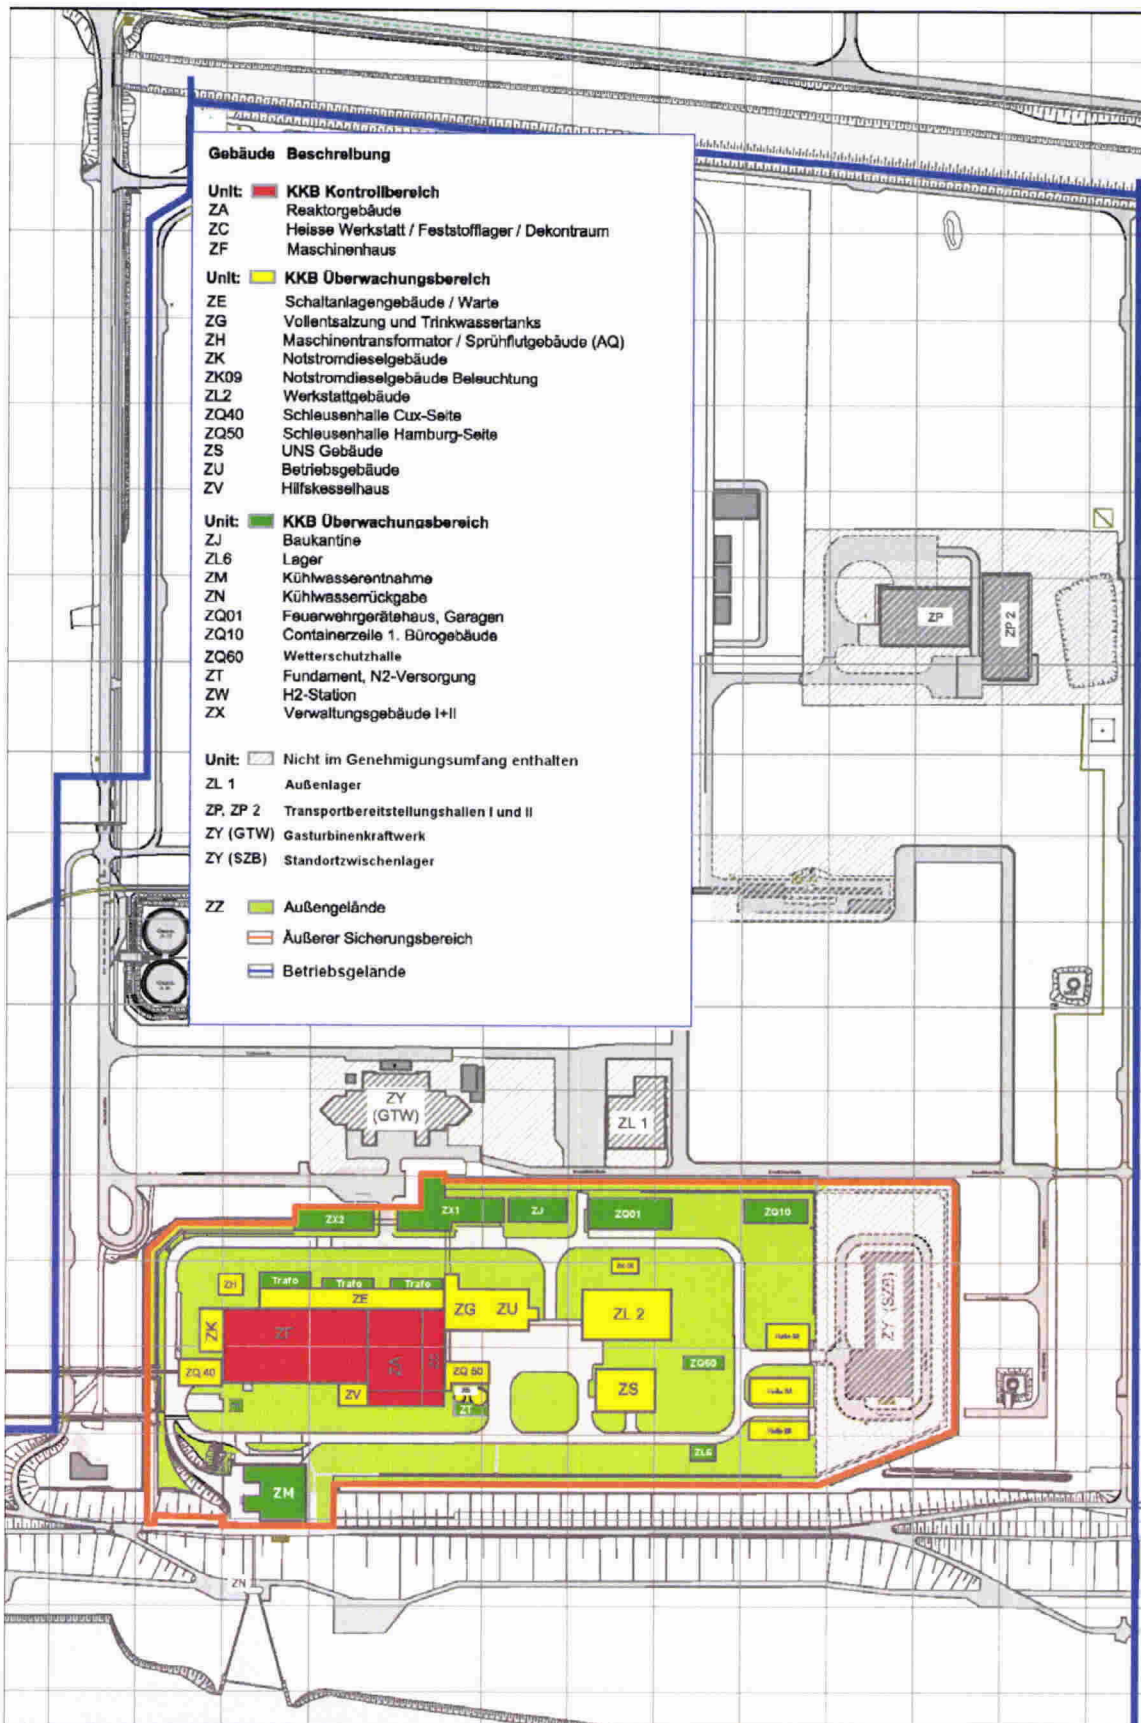 Gebäude Beschreibung
Unit: KKB Kontrollbereich
ZA Reaktorgebäude
ZC Heisse Werkstatt / Feststofflager / Dekontraum
ZF Maschinenhaus
Unit: KKB Überwachungsbereich
ZE Schaltanlagengebäude / Warte
ZG Vollentsalzung und Trinkwassertanks
ZH Maschinentransformator / Sprühflutgebäude (AQ)
ZK Notstromdieselgebäude
ZK09 Notstromdieselgebäude Beleuchtung
ZL2 Werkstattgebäude
ZQ40 Schleusenhalle Cux-Seite
ZQ50 Schleusenhalle Hamburg-Seite
ZS UNS Gebäude
ZU Betriebsgebäude
ZV Hilfskesselhaus
Unit: KKB Überwachungsbereich
ZJ Baukantine
ZL6 Lager
ZM Kühlwasserentnahme
ZN Kühlwasserrückgabe
ZQ01 Feuerwehrgerätehaus, Garagen
ZQ10 Containerzeile 1. Bürogebäude
ZQ60 Wetterschutzhalle
ZT Fundament, N2-Versorgung
ZW H2-Station
ZX Verwaltungsgebäude I+II
Unit: Nicht im Genehmigungsumfang enthalten
ZL 1 Außenlager
ZP, ZP 2 Transportbereitstellungshallen I und II
ZY (GTW) Gasturbinenkraftwerk
ZY (SZB) Standortzwischenlager
ZZ Außengelände
Äußerer Sicherungsbereich
Betriebsgelände
ZP
ZP 2
ZY
(GTW)
ZL 1
ZX2
ZX1
ZJ
ZQ01
ZQ10
ZH
Trafo
Trafo
Trafo
ZE
ZG
ZU
ZL 2
ZY (SZB)
ZK
ZF
ZA
ZQ 40
ZV
ZQ 50
ZT
ZS
ZQ60
ZL6
ZM
ZN